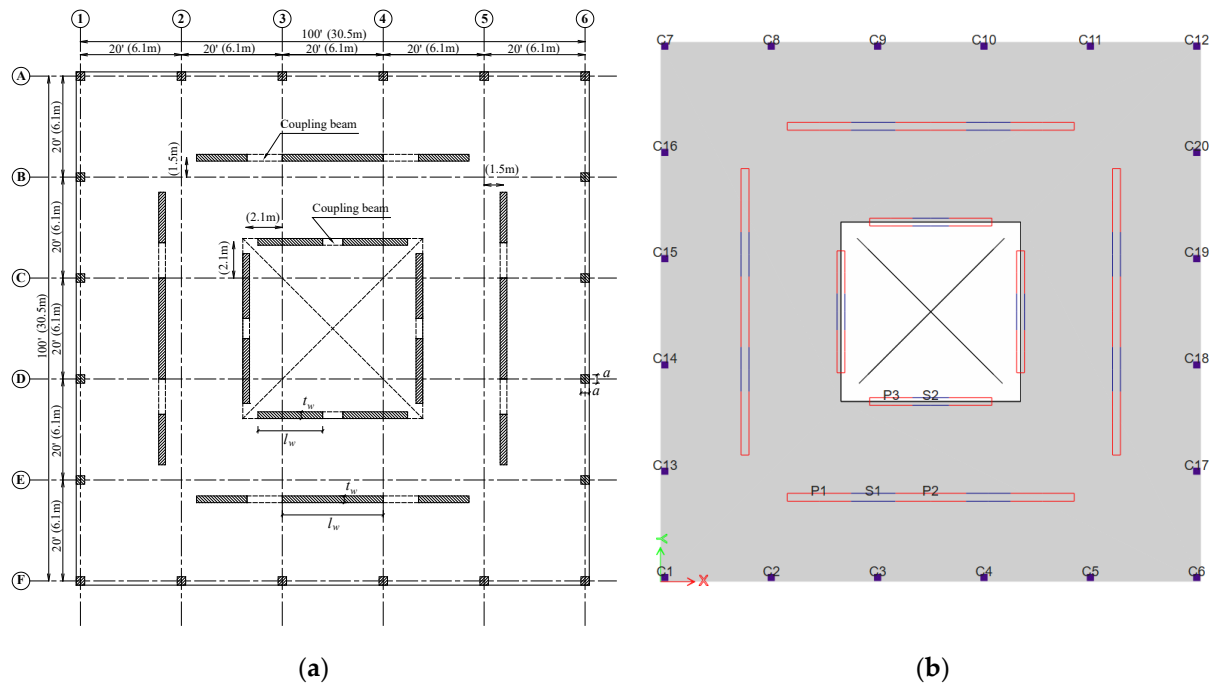 1 2 3 4 5 6
100' (30.5m)
20' (6.1m) 20' (6.1m) 20' (6.1m) 20' (6.1m) 20' (6.1m)
A
B
C
D
E
F
100' (30.5m)
20' (6.1m)
20' (6.1m)
20' (6.1m)
20' (6.1m)
20' (6.1m)
Coupling beam
(1.5m)
(1.5m)
(2.1m)
Coupling beam
(2.1m)
a
a
tw
lw
tw
lw
(a)
C7 C8 C9 C10 C11 C12
C16 C20
C15 C19
C14 C18
P3 S2
C13 C17
P1 S1 P2
Y
C1 X C2 C3 C4 C5 C6
(b)